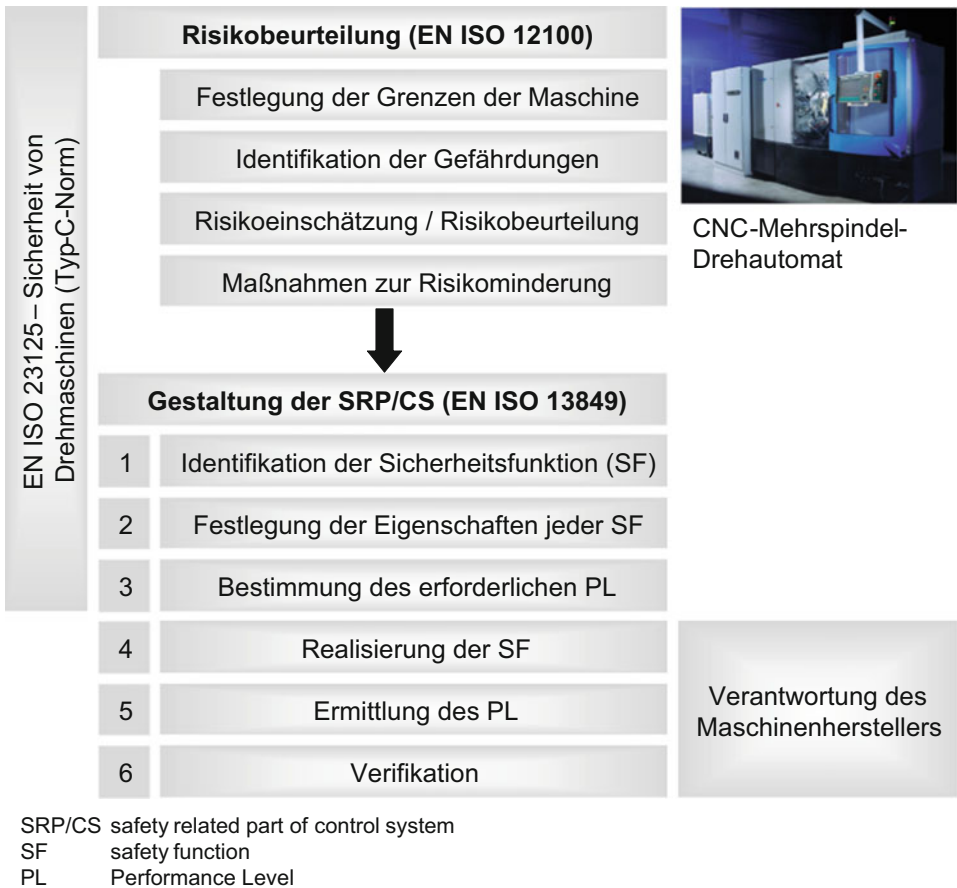 Risikobeurteilung (EN ISO 12100)
Festlegung der Grenzen der Maschine
Identifikation der Gefährdungen
Risikoeinschätzung / Risikobeurteilung
Maßnahmen zur Risikominderung
EN ISO 23125 – Sicherheit von
Drehmaschinen (Typ-C-Norm)
CNC-Mehrspindel-
Drehautomat
Gestaltung der SRP/CS (EN ISO 13849)
1 Identifikation der Sicherheitsfunktion (SF)
2 Festlegung der Eigenschaften jeder SF
3 Bestimmung des erforderlichen PL
4 Realisierung der SF
5 Ermittlung des PL
6 Verifikation
Verantwortung des
Maschinenherstellers
SRP/CS safety related part of control system
SF safety function
PL Performance Level